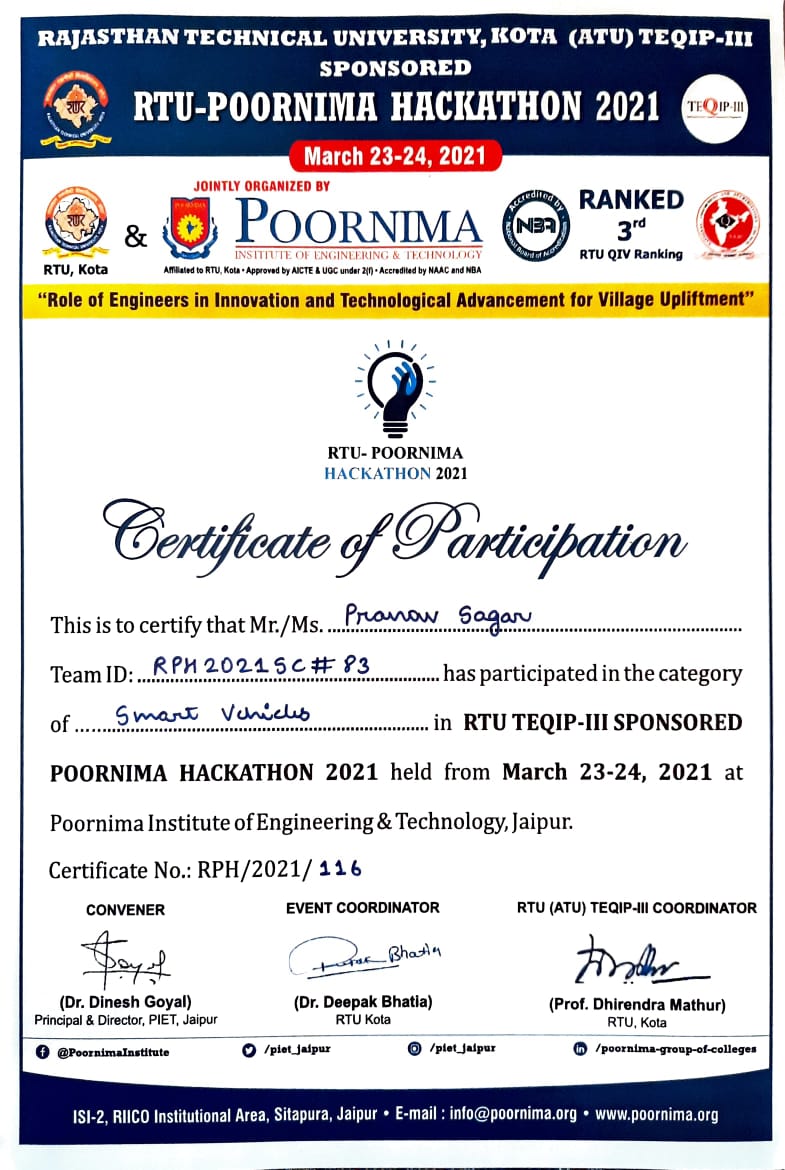 RAJASTHAN TECHNICAL UNIVERSITY, KOTA (ATU) TEQIP-III
SPONSORED
RTU-POORNIMA HACKATHON 2021
TEQIP-III
March 23-24, 2021
JOINTLY ORGANIZED BY
RTU, Kota
&
POORNIMA
POORNIMA
INSTITUTE OF ENGINEERING & TECHNOLOGY
Affiliated to RTU, Kota • Approved by AICTE & UGC under 2(f) • Accredited by NAAC and NBA
Accredited by
NBA
National Board of Accreditation
RANKED
3rd
RTU QIV Ranking
“Role of Engineers in Innovation and Technological Advancement for Village Upliftment”
RTU- POORNIMA
HACKATHON 2021
Certificate of Participation
This is to certify that Mr./Ms. Pranav Sagar
Team ID: RPH2021SC#83 has participated in the category
of Smart Vehicles in RTU TEQIP-III SPONSORED
POORNIMA HACKATHON 2021 held from March 23-24, 2021 at
Poornima Institute of Engineering & Technology, Jaipur.
Certificate No.: RPH/2021/ 116
CONVENER
EVENT COORDINATOR
RTU (ATU) TEQIP-III COORDINATOR
Bhatia
(Dr. Dinesh Goyal)
(Dr. Deepak Bhatia)
(Prof. Dhirendra Mathur)
Principal & Director, PIET, Jaipur
RTU Kota
RTU, Kota
@PoornimaInstitute
/piet_jaipur
/piet_jaipur
/poornima-group-of-colleges
ISI-2, RIICO Institutional Area, Sitapura, Jaipur • E-mail : info@poornima.org • www.poornima.org